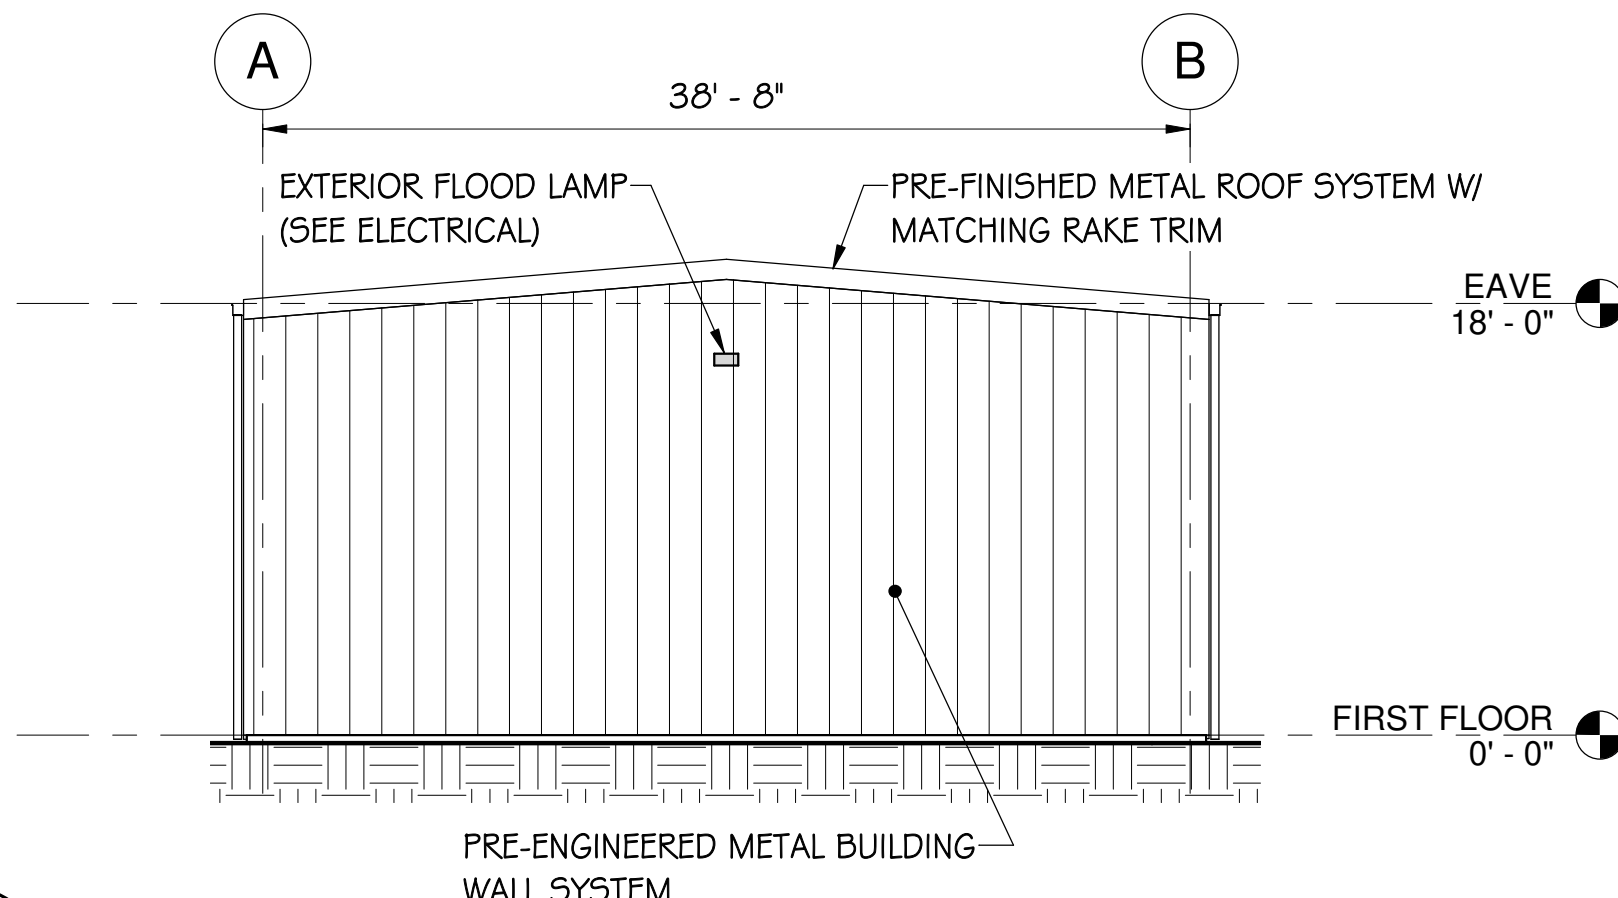 A
B
38' - 8"
EXTERIOR FLOOD LAMP
(SEE ELECTRICAL)
PRE-FINISHED METAL ROOF SYSTEM W/
MATCHING RAKE TRIM
EAVE
18' - 0"
FIRST FLOOR
0' - 0"
PRE-ENGINEERED METAL BUILDING
WALL SYSTEM